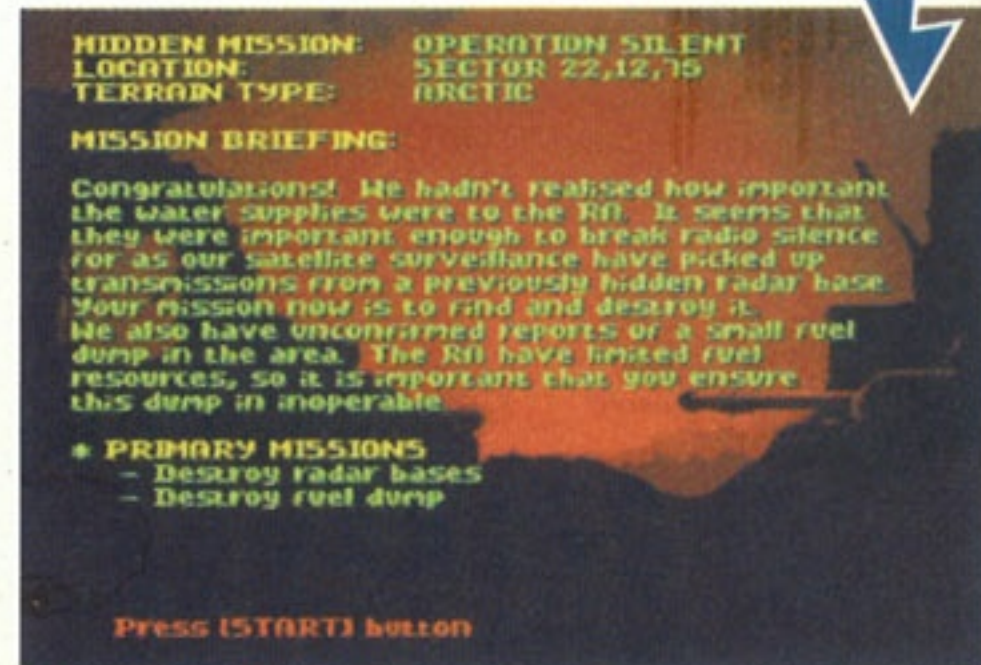 HIDDEN MISSION: OPERATION SILENT
LOCATION: SECTOR 22,12,75
TERRAIN TYPE: ARCTIC
MISSION BRIEFING:
Congratulations! We hadn't realised how important
the water supplies were to the RA. It seems that
they were important enough to break radio silence
for as our satellite surveillance have picked up
transmissions from a previously hidden radar base.
Your mission now is to find and destroy it.
We also have unconfirmed reports of a small fuel
dump in the area. The RA have limited fuel
resources, so it is important that you ensure
this dump in inoperable.
* PRIMARY MISSIONS
- Destroy radar bases
- Destroy fuel dump
Press [START] button